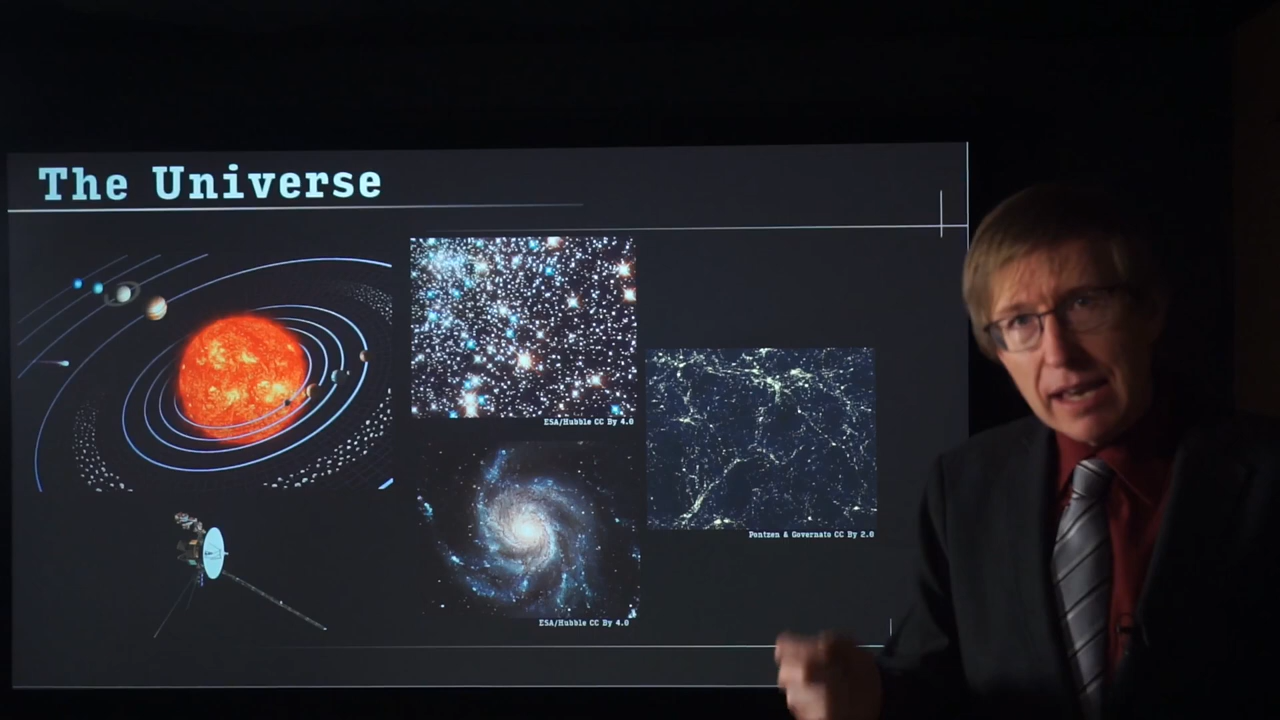 The Universe
ESA/Hubble CC By 4.0
Pontzen & Governato CC By 2.0
ESA/Hubble CC By 4.0